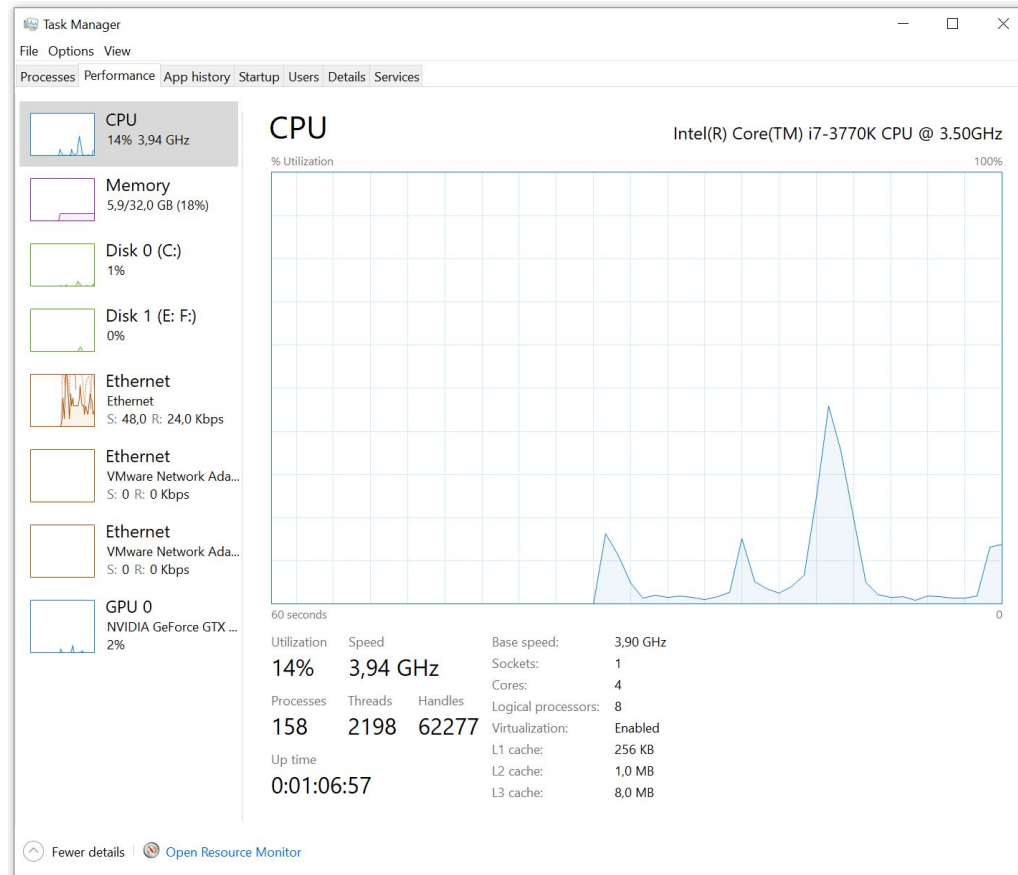 Task Manager
File Options View
Processes Performance App history Startup Users Details Services
CPU
14% 3,94 GHz
Memory
5,9/32,0 GB (18%)
Disk 0 (C:)
1%
Disk 1 (E: F:)
0%
Ethernet
Ethernet
S: 48,0 R: 24,0 Kbps
Ethernet
VMware Network Ada...
S: 0 R: 0 Kbps
Ethernet
VMware Network Ada...
S: 0 R: 0 Kbps
GPU 0
NVIDIA GeForce GTX ...
2%
CPU
Intel(R) Core(TM) i7-3770K CPU @ 3.50GHz
% Utilization 100%
60 seconds 0
Utilization Speed
14% 3,94 GHz
Processes Threads Handles
158 2198 62277
Up time
0:01:06:57
Base speed: 3,90 GHz
Sockets: 1
Cores: 4
Logical processors: 8
Virtualization: Enabled
L1 cache: 256 KB
L2 cache: 1,0 MB
L3 cache: 8,0 MB
Fewer details Open Resource Monitor